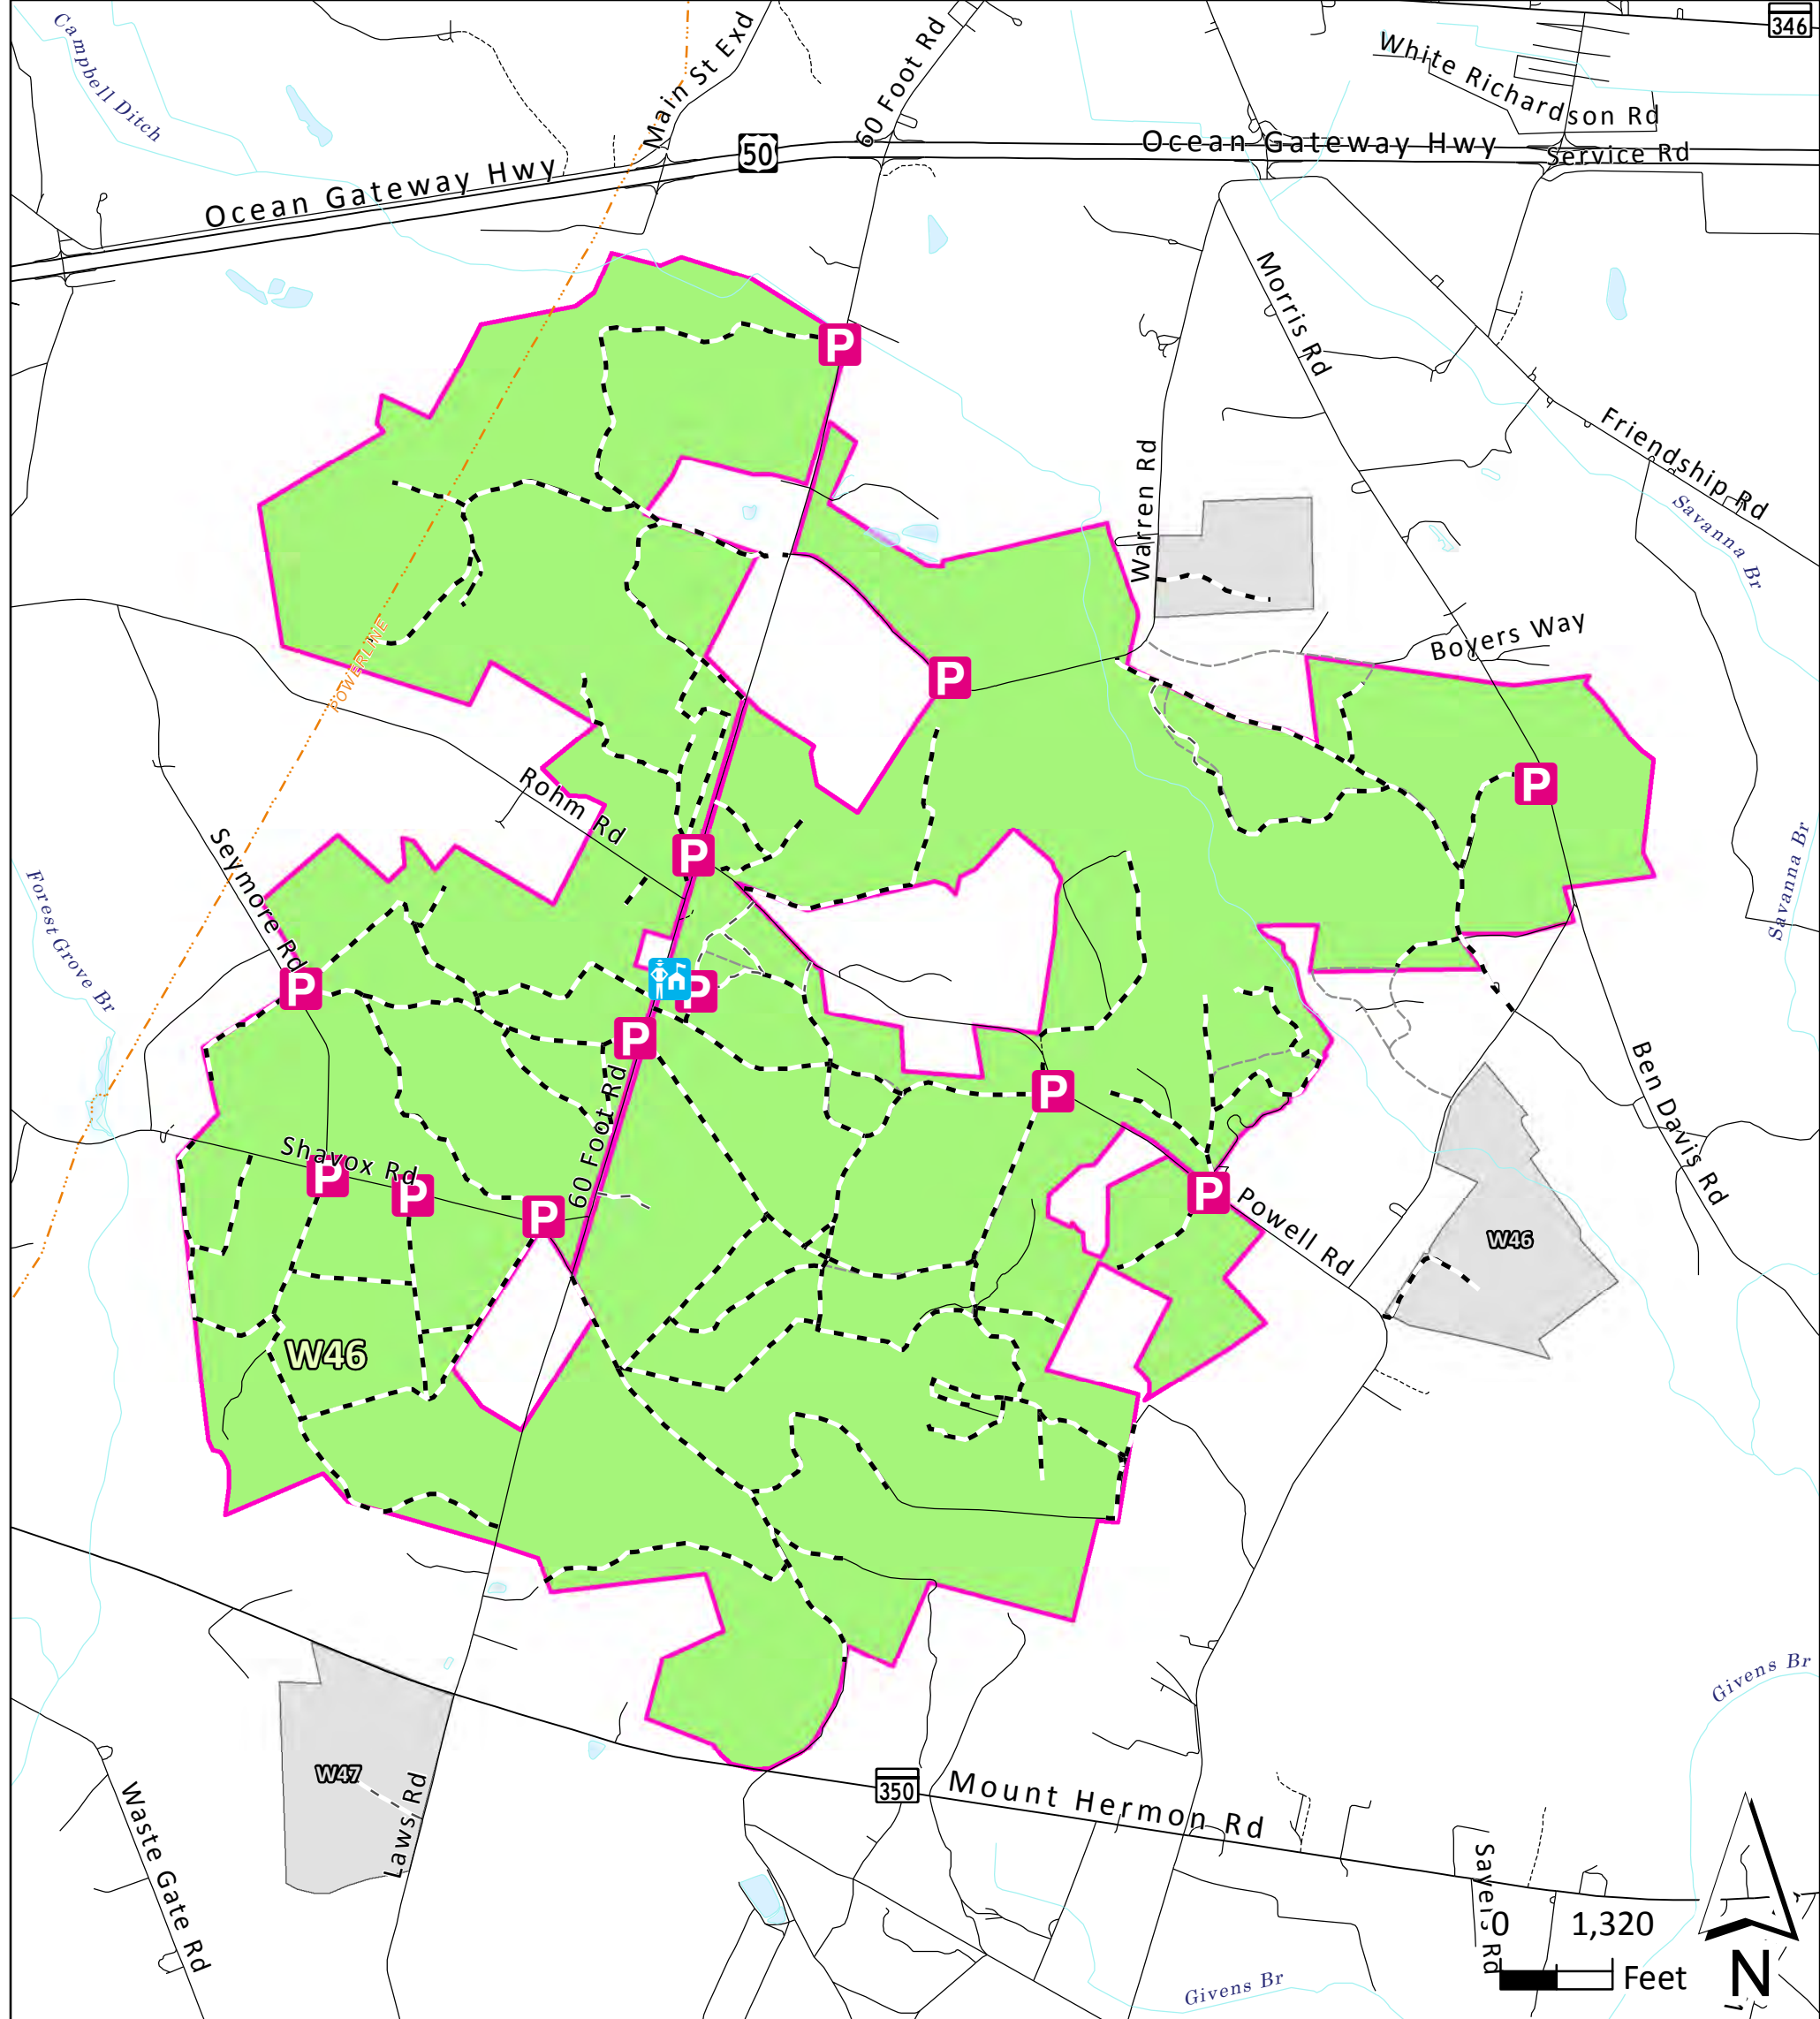 346
Campbell Ditch
Main St Exd
60 Foot Rd
White Richardson Rd
50
Ocean Gateway Hwy
Service Rd
Ocean Gateway Hwy
Morris Rd
P
Friendship Rd
Warren Rd
Savanna Br
Boyers Way
POWERLINE
P
Rohm Rd
P
Seymore Rd
P
Savanna Br
Forest Grove Br
P
P
P
60 Foot Rd
P
Ben Davis Rd
Shavox Rd
P
P
P
P
Powell Rd
W46
W46
Givens Br
W47
Laws Rd
350
Mount Hermon Rd
Waste Gate Rd
Savers Rd
0 1,320
Feet
N
Givens Br